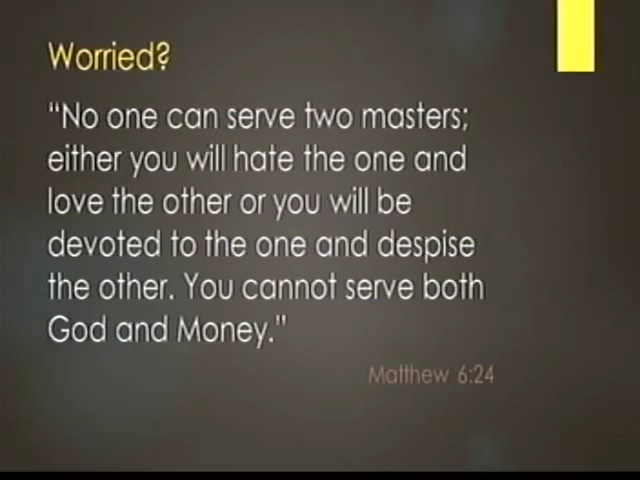 Worried?
“No one can serve two masters;
either you will hate the one and
love the other or you will be
devoted to the one and despise
the other. You cannot serve both
God and Money.”
Matthew 6:24